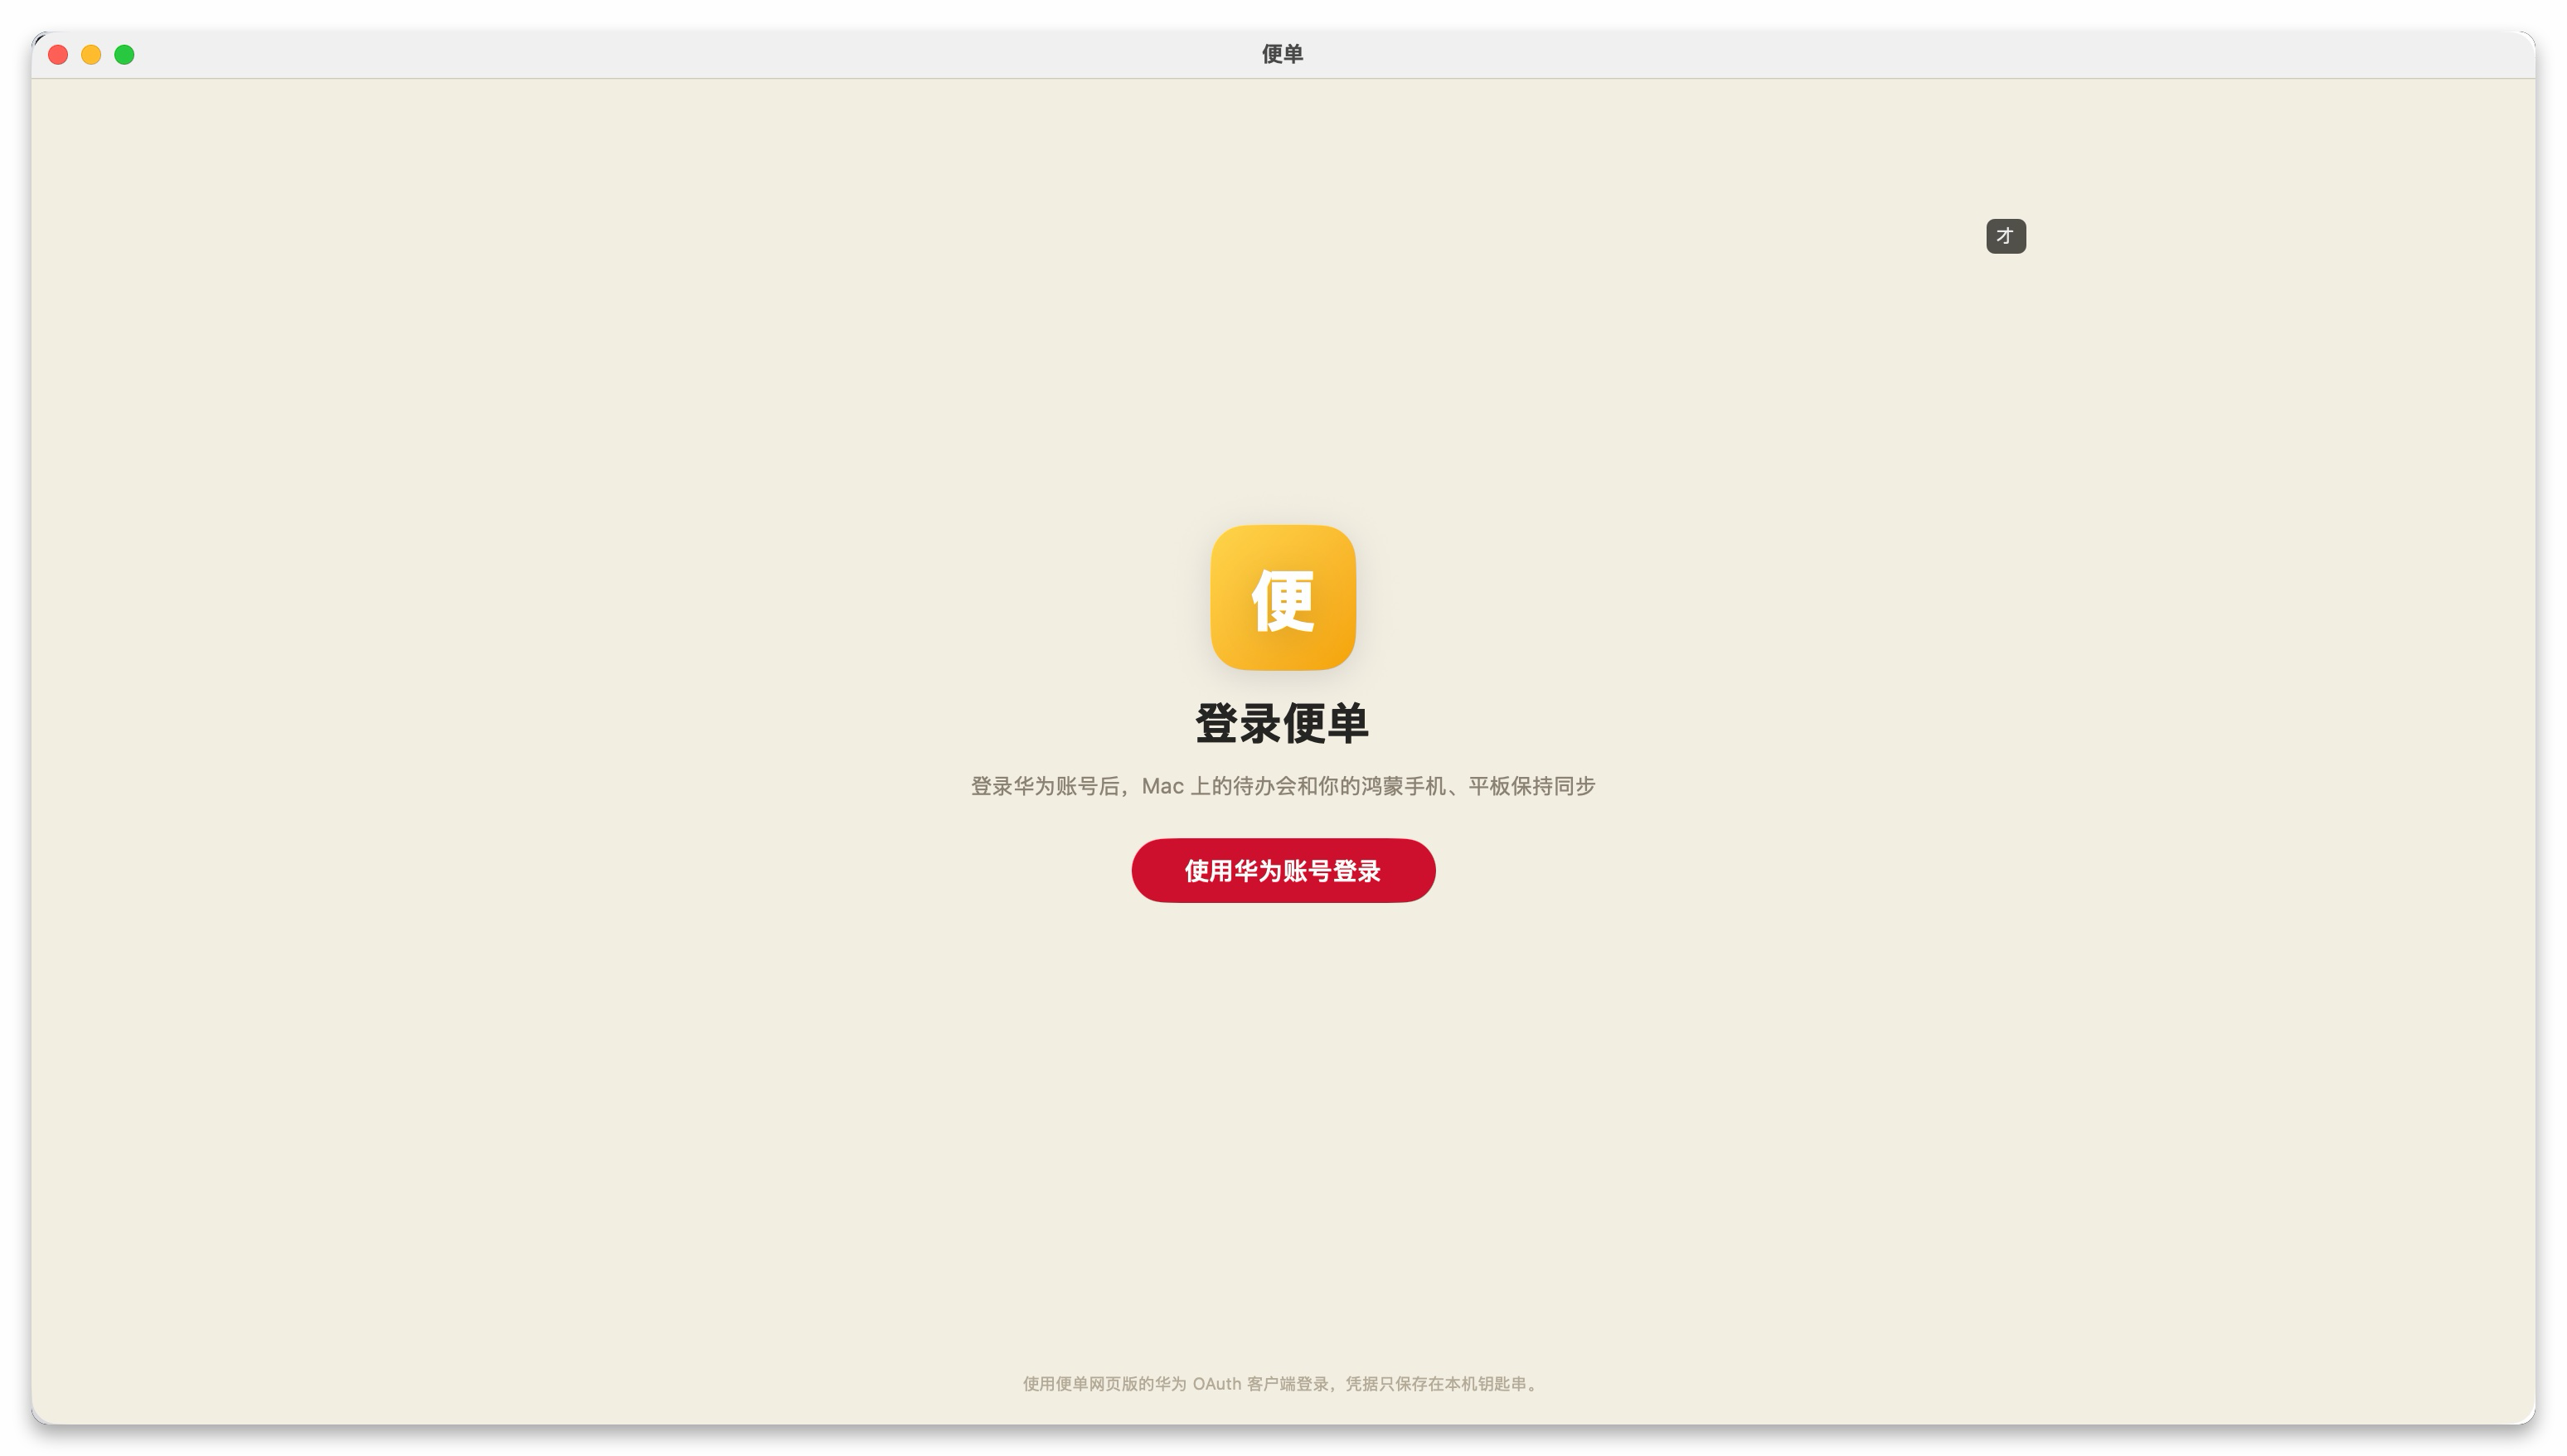 便单
才
便
登录便单
登录华为账号后，Mac 上的待办会和你的鸿蒙手机、平板保持同步
使用华为账号登录
使用便单网页版的华为 OAuth 客户端登录，凭据只保存在本机钥匙串。